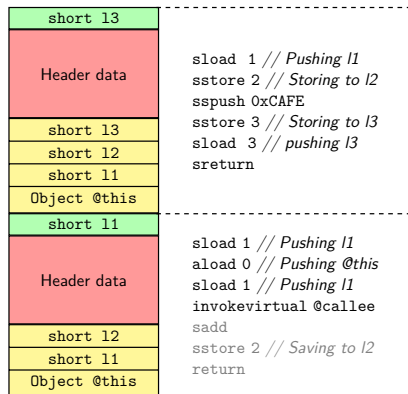 short l3
Header data
short l3
short l2
short l1
Object @this
short l1
Header data
short l2
short l1
Object @this
sload 1 // Pushing l1
sstore 2 // Storing to l2
sspush 0xCAFE
sstore 3 // Storing to l3
sload 3 // pushing l3
sreturn
sload 1 // Pushing l1
aload 0 // Pushing @this
sload 1 // Pushing l1
invokevirtual @callee
sadd
sstore 2 // Saving to l2
return